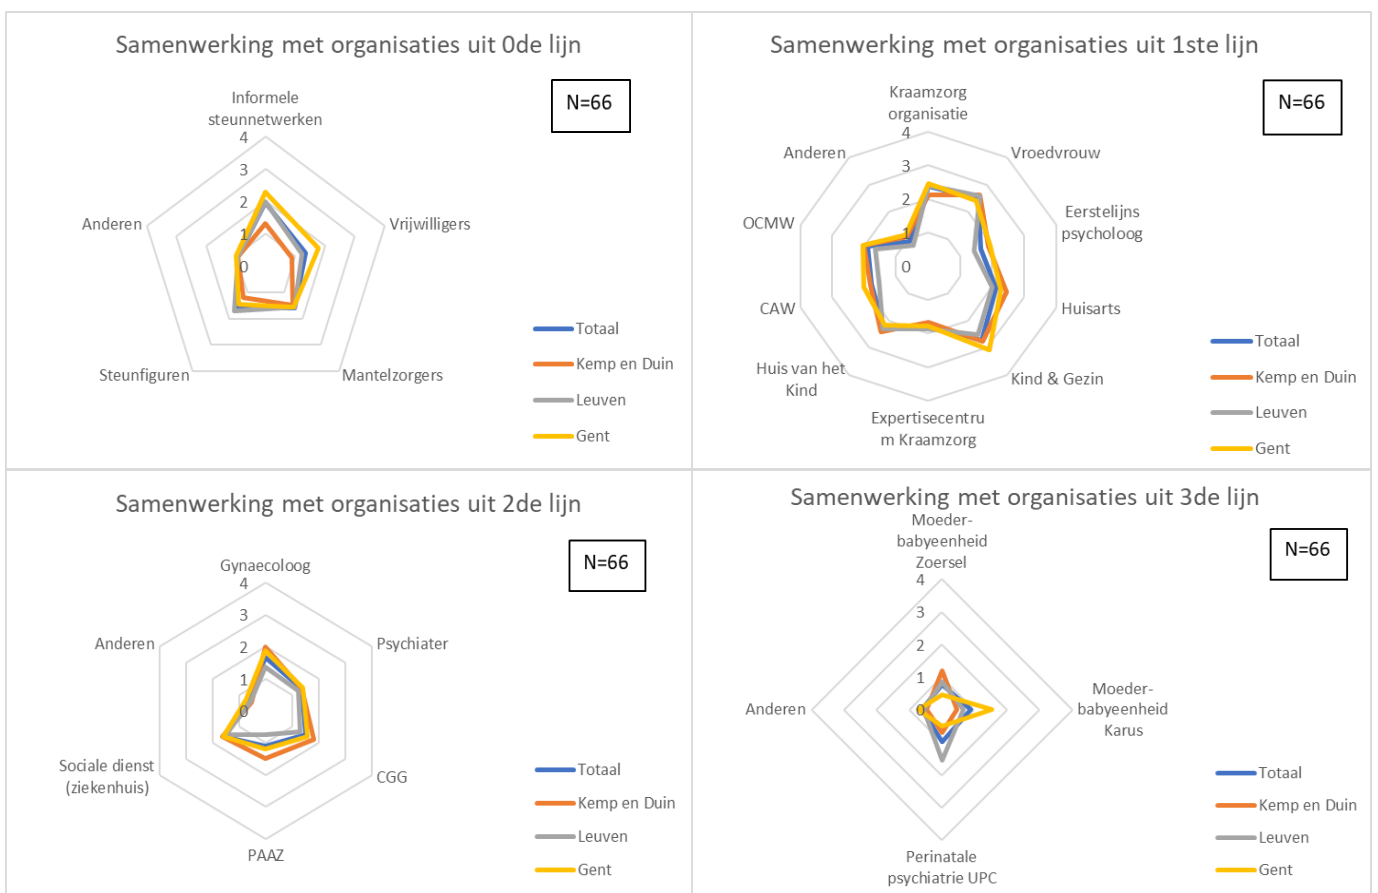 Samenwerking met organisaties uit 0de lijn
N=66
Informele
steunnetwerken
4
3
2
1
0
Vrijwilligers
Mantelzorgers
Steunfiguren
Anderen
Totaal
Kemp en Duin
Leuven
Gent
Samenwerking met organisaties uit 1ste lijn
N=66
Kraamzorg
organisatie
4
3
2
1
0
Vroedvrouw
Eerstelijns
psycholoog
Huisarts
Kind & Gezin
Expertisecentru
m Kraamzorg
Huis van het
Kind
CAW
OCMW
Anderen
Totaal
Kemp en Duin
Leuven
Gent
Samenwerking met organisaties uit 2de lijn
N=66
Gynaecoloog
4
3
2
1
0
Psychiater
CGG
PAAZ
Sociale dienst
(ziekenhuis)
Anderen
Totaal
Kemp en Duin
Leuven
Gent
Samenwerking met organisaties uit 3de lijn
N=66
Moeder-
babyeenheid
Zoersel
4
3
2
1
0
Moeder-
babyeenheid
Karus
Perinatale
psychiatrie UPC
Anderen
Totaal
Kemp en Duin
Leuven
Gent